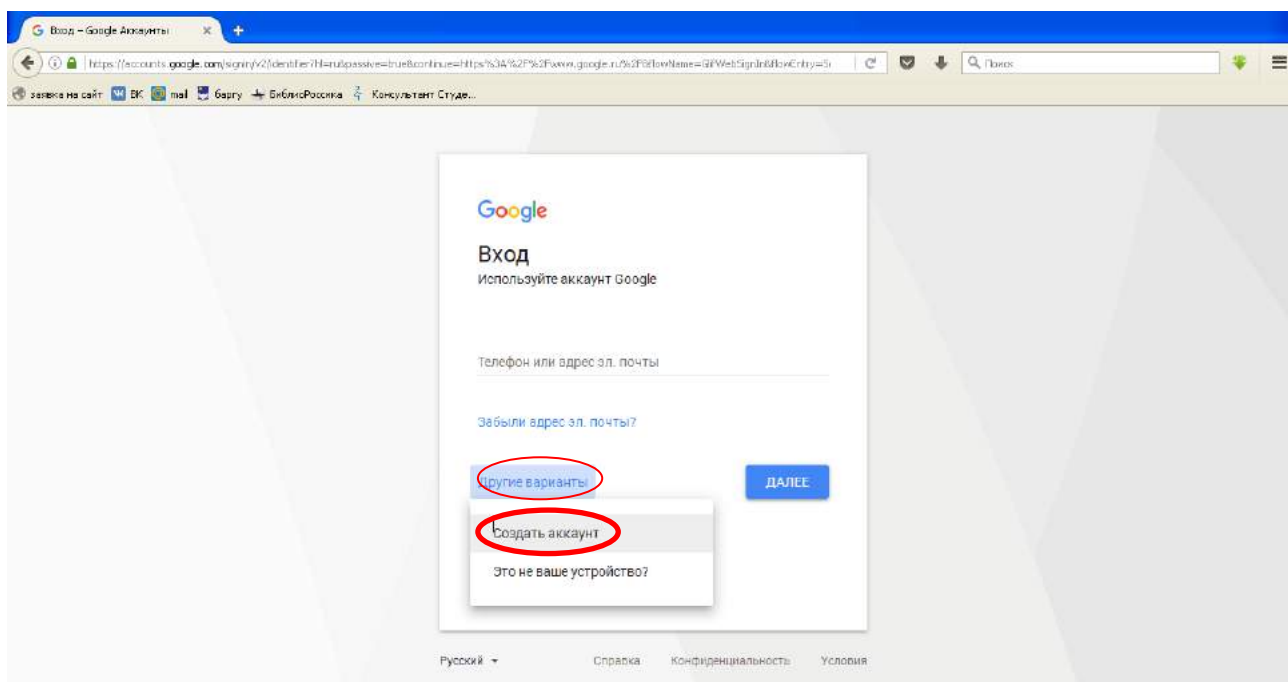 Вход – Google Аккаунты
Поиск
заявка на сайт ВК mail баргу БиблиоРоссика Консультант Студе...
Google
Вход
Используйте аккаунт Google
Телефон или адрес эл. почты
Забыли адрес эл. почты?
Другие варианты ДАЛЕЕ
Создать аккаунт
Это не ваше устройство?
Русский Справка Конфиденциальность Условия